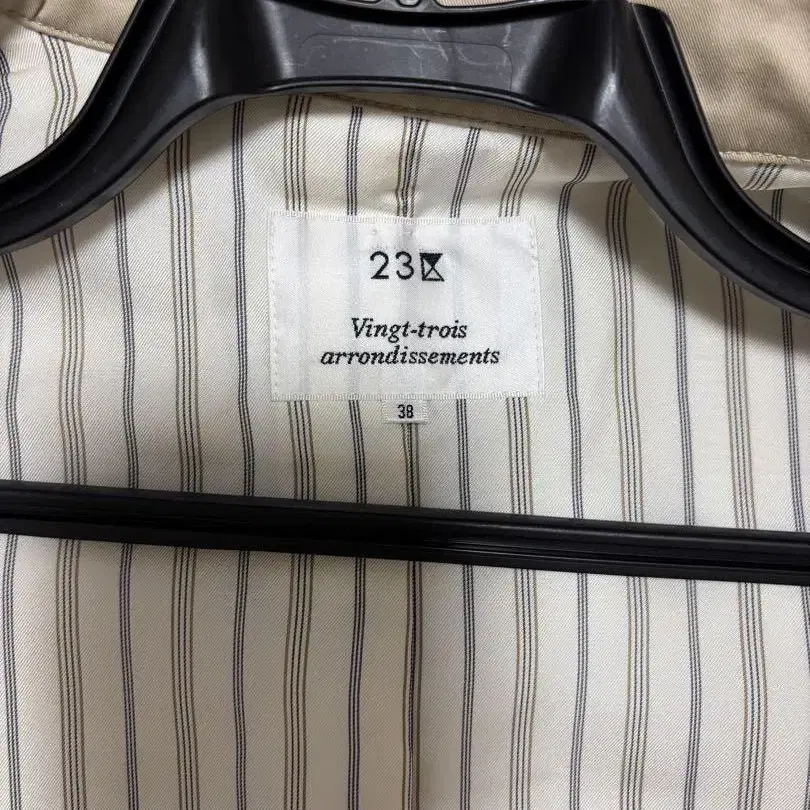 23区
Vingt-trois
arrondissements
38